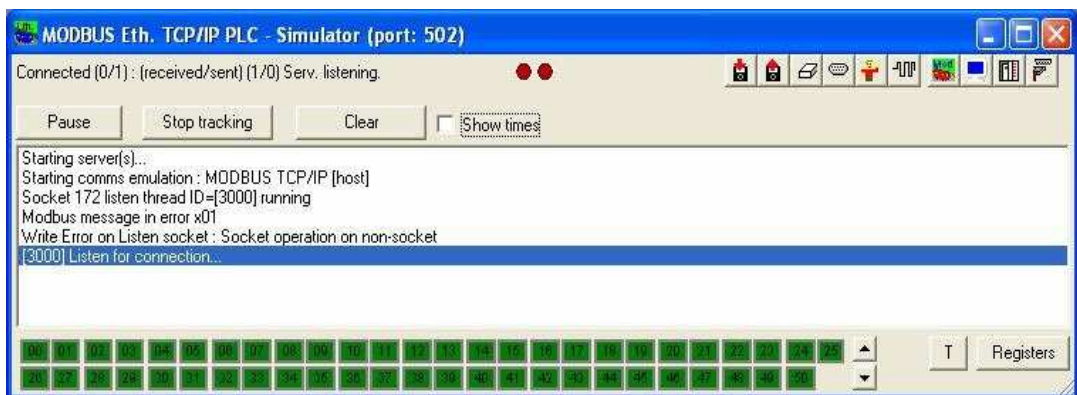 MODBUS Eth. TCP/IP PLC - Simulator (port: 502)
Connected (0/1) : (received/sent) (1/0) Serv. listening.
Pause Stop tracking Clear Show times
Starting server(s)...
Starting comms emulation : MODBUS TCP/IP [host]
Socket 172 listen thread ID=[3000] running
Modbus message in error x01
Write Error on Listen socket : Socket operation on non-socket
[3000] Listen for connection...
00 01 02 03 04 05 06 07 08 09 10 11 12 13 14 15 16 17 18 19 20 21 22 23 24 25 T Registers
26 27 28 29 30 31 32 33 34 35 36 37 38 39 40 41 42 43 44 45 46 47 48 49 50